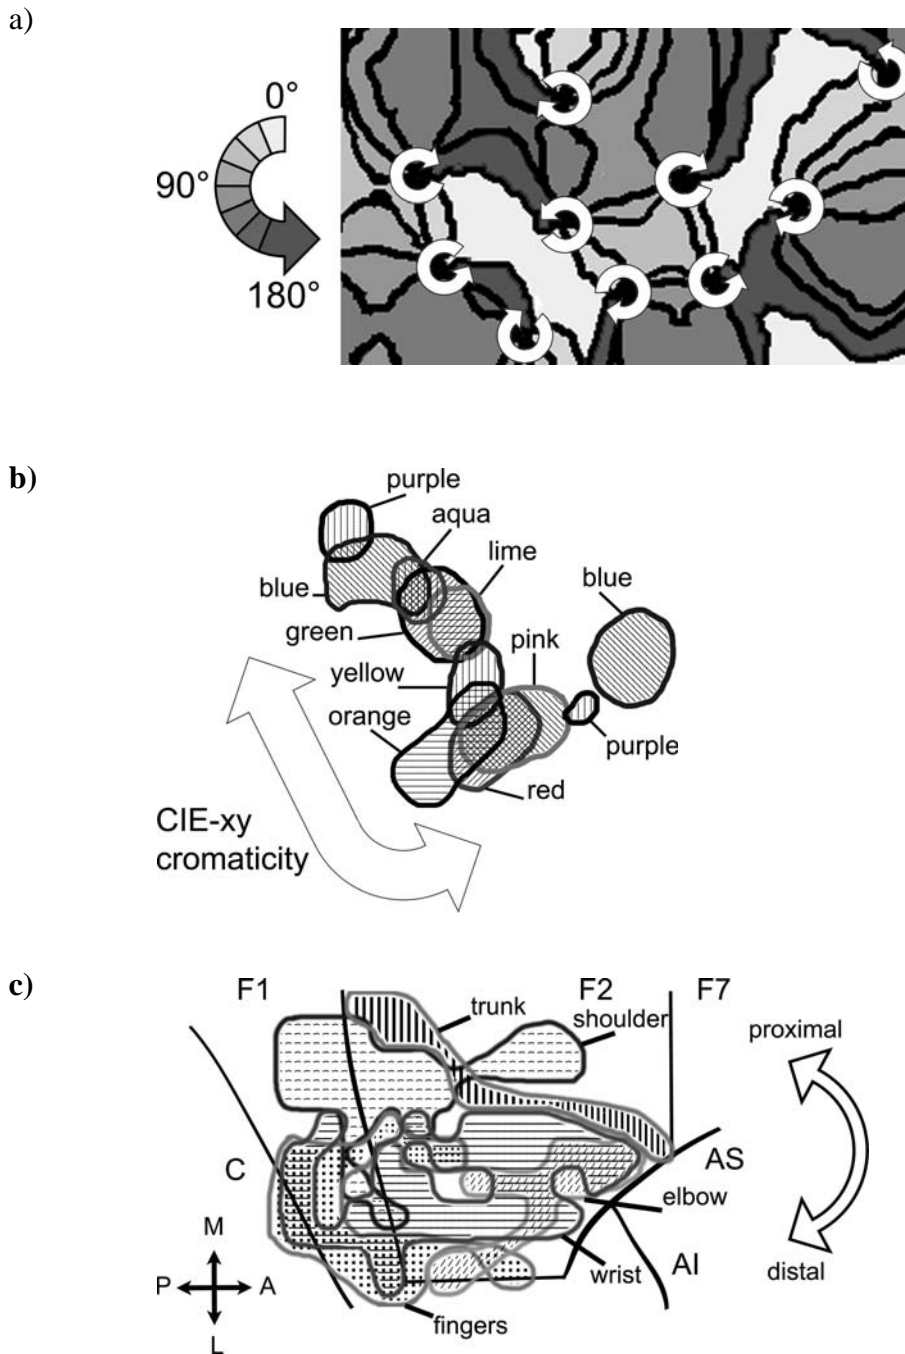 a)
0°
90°
180°
b)
purple
aqua
lime
blue
blue
green
pink
yellow
orange
purple
red
CIE-xy
cromaticity
c)
F1
F2
F7
trunk
shoulder
proximal
C
AS
elbow
M
P
A
wrist
AI
distal
L
fingers